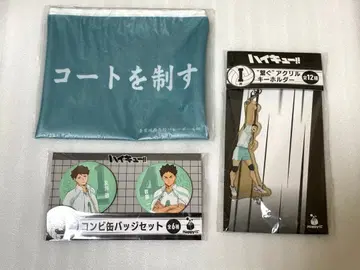 コートを制す
ハイキュー!!
I
"繋ぐ"アクリル
キーホルダー
全12種
ハイキュー!!
コンビ缶バッジセット
全6種